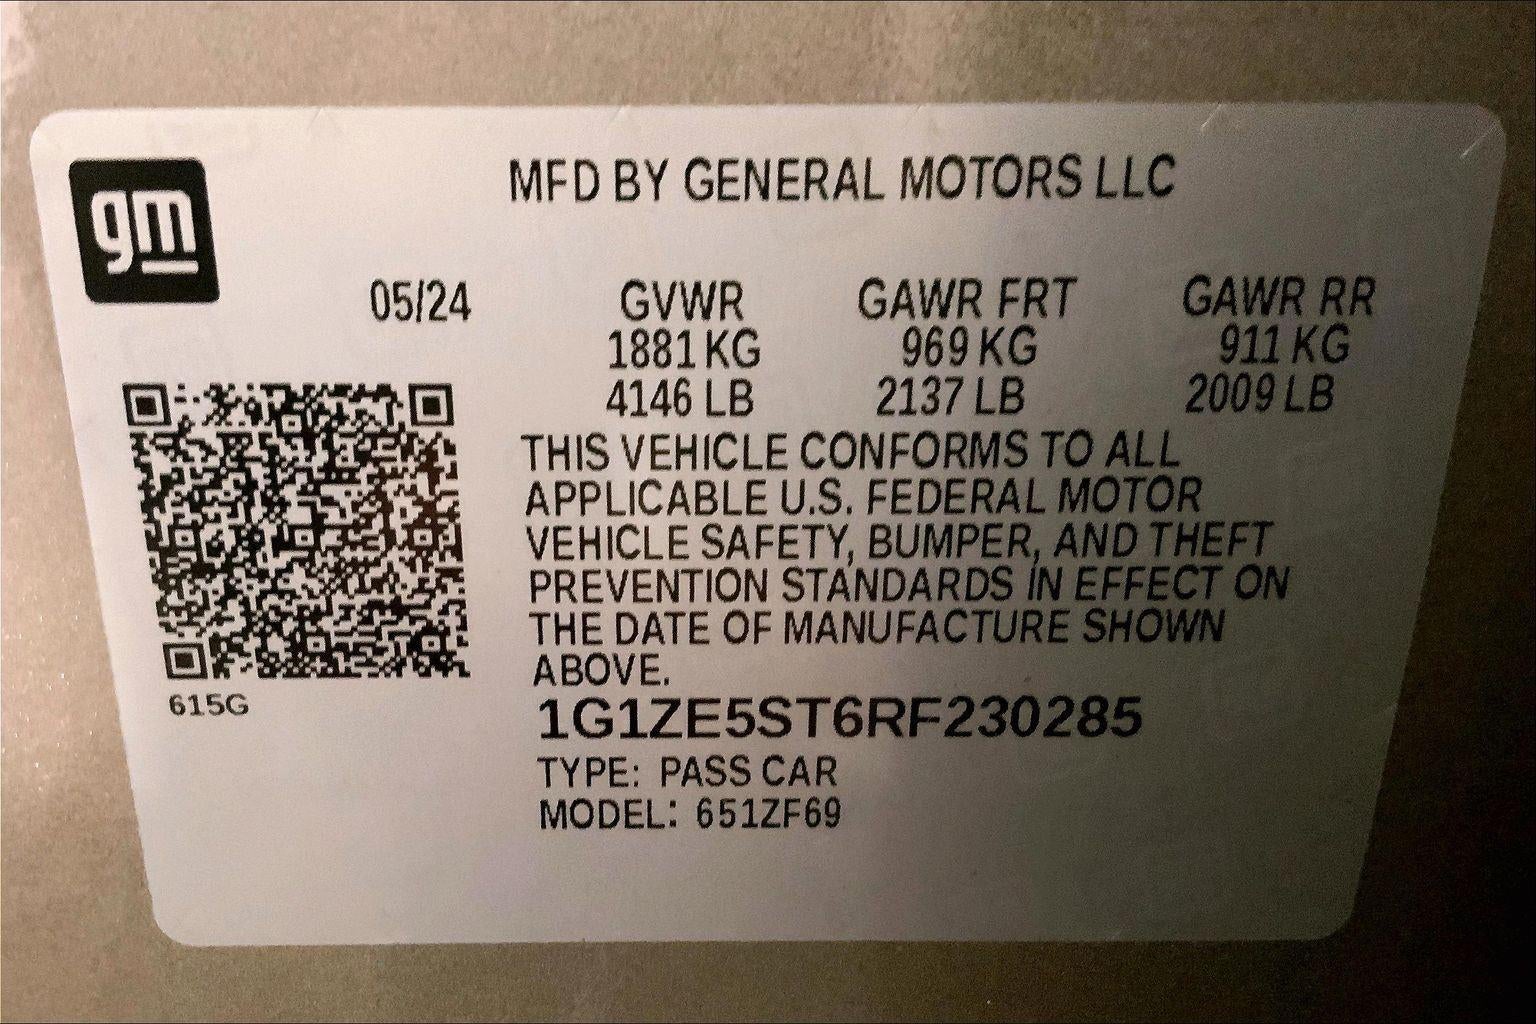 gm
MFD BY GENERAL MOTORS LLC
05/24 GVWR GAWR FRT GAWR RR
1881 KG 969 KG 911 KG
4146 LB 2137 LB 2009 LB
THIS VEHICLE CONFORMS TO ALL
APPLICABLE U.S. FEDERAL MOTOR
VEHICLE SAFETY, BUMPER, AND THEFT
PREVENTION STANDARDS IN EFFECT ON
THE DATE OF MANUFACTURE SHOWN
ABOVE.
615G
1G1ZE5ST6RF230285
TYPE: PASS CAR
MODEL: 651ZF69